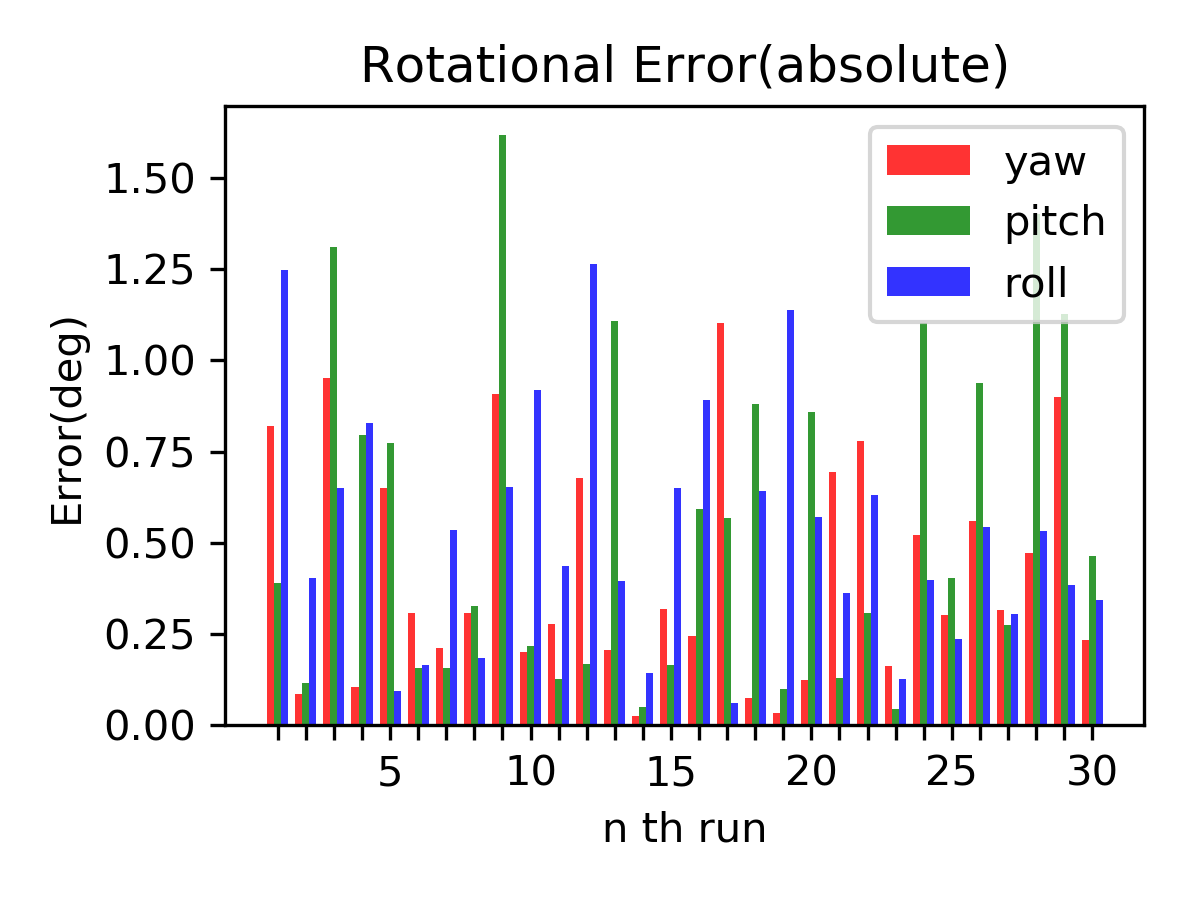 Rotational Error(absolute)
yaw
pitch
roll
Error(deg)
1.50
1.25
1.00
0.75
0.50
0.25
0.00
5 10 15 20 25 30
n th run